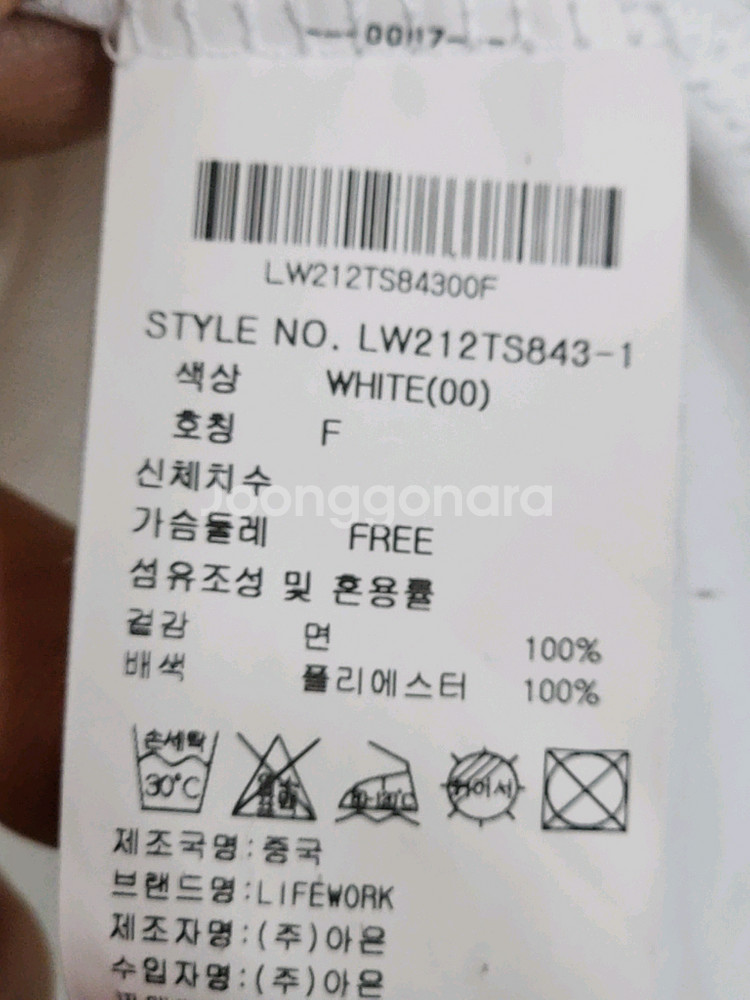 00117
LW212TS84300F
STYLE NO. LW212TS843-1
색상 WHITE(00)
호칭 F
신체치수
Joonggonara
가슴둘레 FREE
섬유조성 및 혼용률
겉감 면 100%
배색 폴리에스터 100%
손세탁
30°C
제조국명:중국
브랜드명:LIFEWORK
제조자명:(주)아은
수입자명:(주)아은